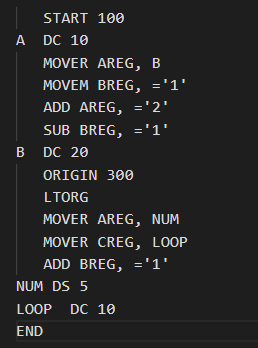 START 100
A DC 10
MOVER AREG, B
MOVEM BREG, ='1'
ADD AREG, ='2'
SUB BREG, ='1'
B DC 20
ORIGIN 300
LTORG
MOVER AREG, NUM
MOVER CREG, LOOP
ADD BREG, ='1'
NUM DS 5
LOOP DC 10
END